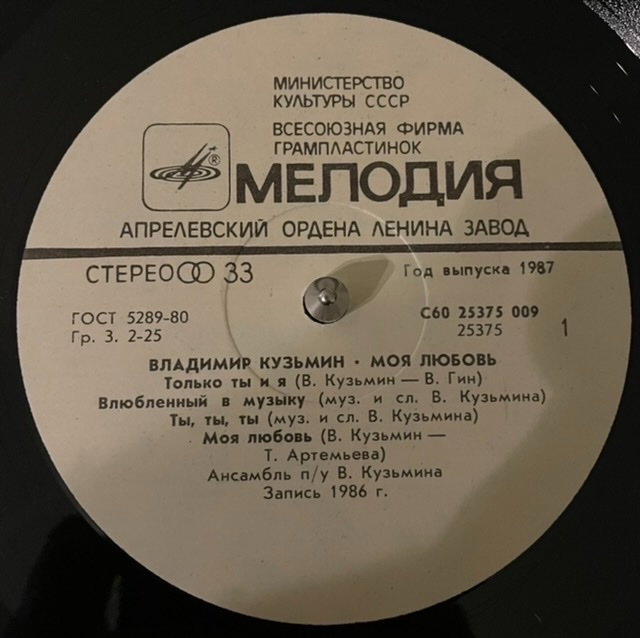 МИНИСТЕРСТВО
КУЛЬТУРЫ СССР
ВСЕСОЮЗНАЯ ФИРМА
ГРАМПЛАСТИНОК
®
МЕЛОДИЯ
АПРЕЛЕВСКИЙ ОРДЕНА ЛЕНИНА ЗАВОД
СТЕРЕО 33
Год выпуска 1987
ГОСТ 5289-80
Гр. 3. 2-25
С60 25375 009
25375
1
ВЛАДИМИР КУЗЬМИН · МОЯ ЛЮБОВЬ
Только ты и я (В. Кузьмин — В. Гин)
Влюбленный в музыку (муз. и сл. В. Кузьмина)
Ты, ты, ты (муз. и сл. В. Кузьмина)
Моя любовь (В. Кузьмин —
Т. Артемьева)
Ансамбль п/у В. Кузьмина
Запись 1986 г.